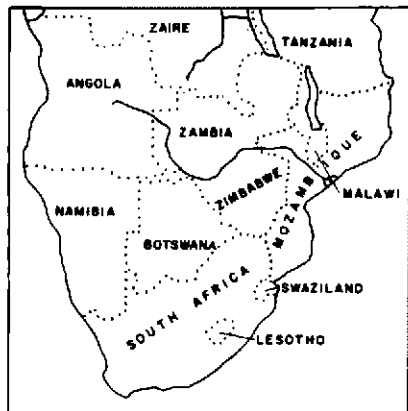 ZAIRE
TANZANIA
ANGOLA
ZAMBIA
MALAWI
MOZAMBIQUE
ZIMBABWE
NAMIBIA
BOTSWANA
SWAZILAND
SOUTH AFRICA
LESOTHO